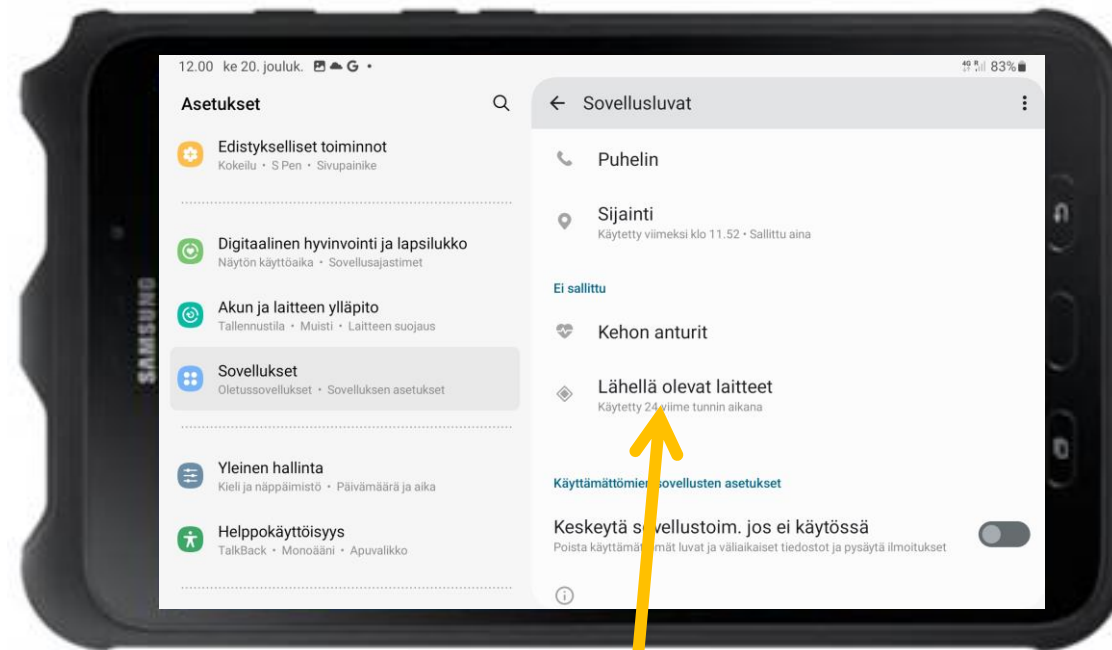 12.00 ke 20. jouluk. G •
83%
Asetukset
Edistykselliset toiminnot
Kokeilu • S Pen • Sivupainike
Digitaalinen hyvinvointi ja lapsilukko
Näytön käyttöaika • Sovellusajastimet
Akun ja laitteen ylläpito
Tallennustila • Muisti • Laitteen suojaus
Sovellukset
Oletussovellukset • Sovelluksen asetukset
Yleinen hallinta
Kieli ja näppäimistö • Päivämäärä ja aika
Helppokäyttöisyys
TalkBack • Monoääni • Apuvalikko
Sovellusluvat
Puhelin
Sijainti
Käytetty viimeksi klo 11.52 • Sallittu aina
Ei sallittu
Kehon anturit
Lähellä olevat laitteet
Käytetty 24 viime tunnin aikana
Käyttämättömien sovellusten asetukset
Keskeytä sovellustoim. jos ei käytössä
Poista käyttämättömät luvat ja väliaikaiset tiedostot ja pysäytä ilmoitukset
SAMSUNG